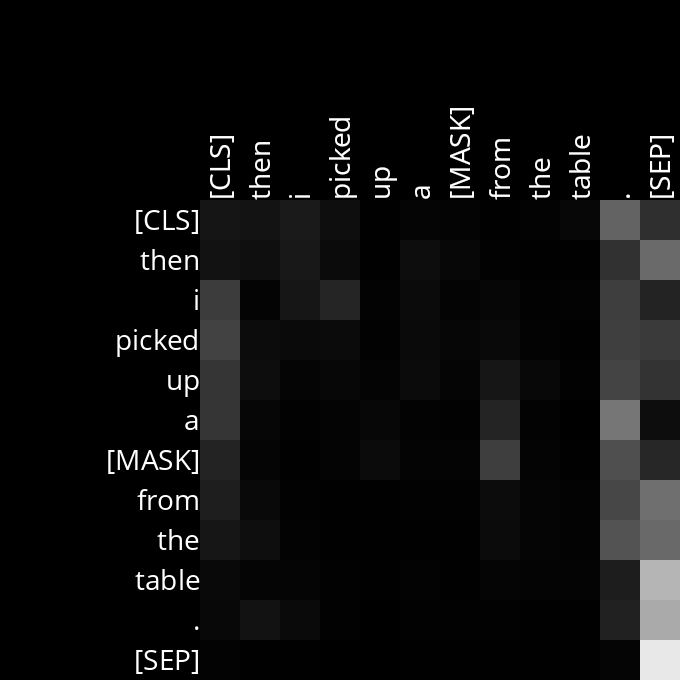 [CLS] then i picked up a [MASK] from the table . [SEP]
[CLS]
then
i
picked
up
a
[MASK]
from
the
table
.
[SEP]